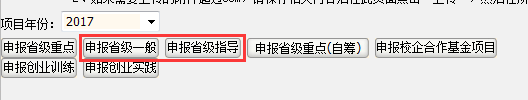 项目年份： 2017
申报省级重点 申报省级一般 申报省级指导 申报省级重点(自筹) 申报校企合作基金项目
申报创业训练 申报创业实践